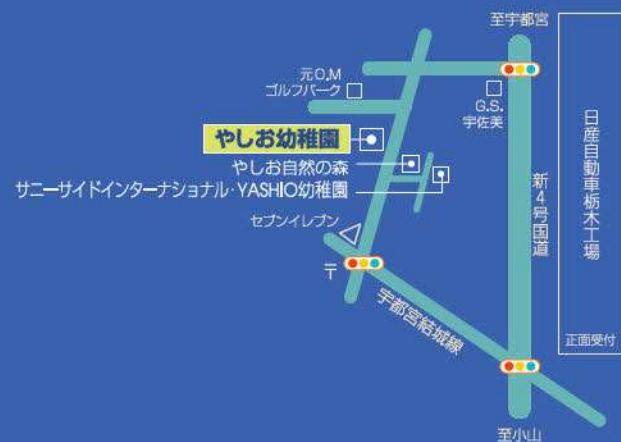 至宇都宮
元O.M
ゴルフパーク
G.S.
宇佐美
やしお幼稚園
やしお自然の森
サニーサイドインターナショナル・YASHIO幼稚園
セブンイレブン
〒
宇都宮結城線
新4号国道
日産自動車栃木工場
正面受付
至小山